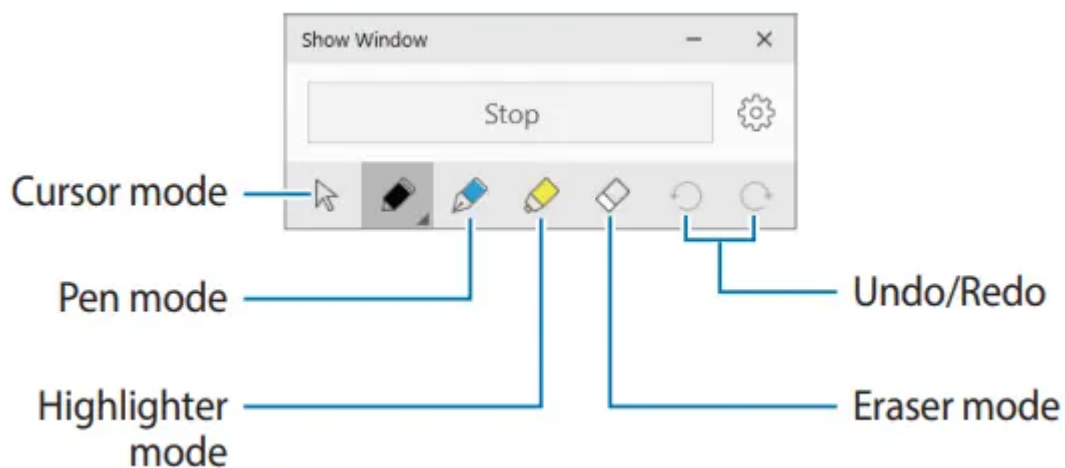 Show Window
Stop
Cursor mode
Pen mode
Undo/Redo
Highlighter
mode
Eraser mode